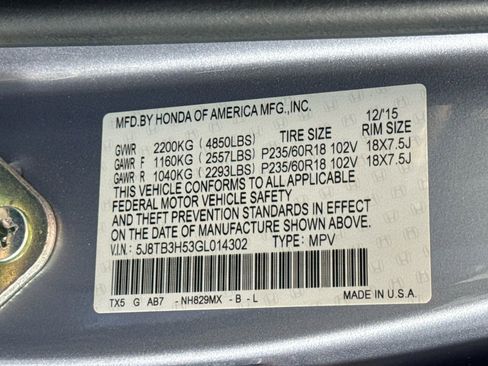 MFD.BY HONDA OF AMERICA MFG.,INC. 12/'15
GVWR 2200KG (4850LBS) TIRE SIZE RIM SIZE
GAWR F 1160KG (2557LBS) P235/60R18 102V 18X7.5J
GAWR R 1040KG (2293LBS) P235/60R18 102V 18X7.5J
THIS VEHICLE CONFORMS TO ALL APPLICABLE
FEDERAL MOTOR VEHICLE SAFETY
AND THEFT PREVENTION STANDARDS IN EFFECT
ON THE DATE OF MANUFACTURE SHOWN ABOVE.
V.I.N: 5J8TB3H53GL014302 TYPE: MPV
TX5 G AB7 -NH829MX -B -L MADE IN U.S.A.